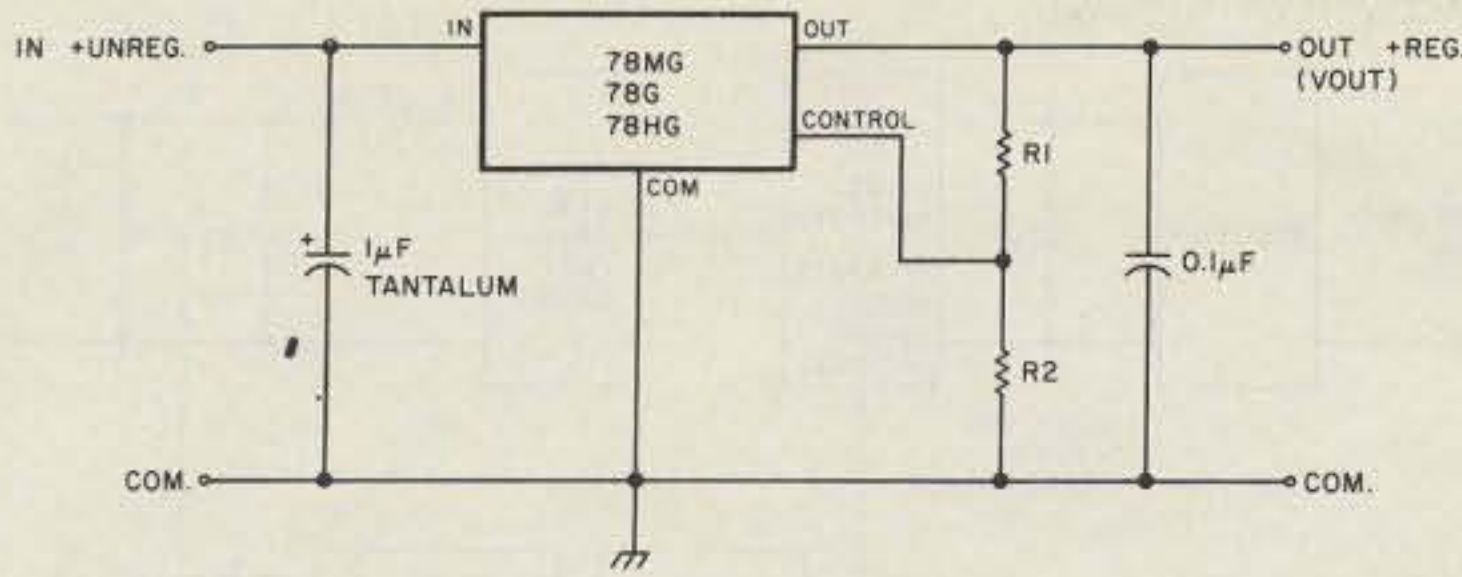 IN +UNREG.
IN
OUT
OUT +REG.
(VOUT)
78MG
78G
78HG
CONTROL
COM
R1
1μF
TANTALUM
+
0.1μF
R2
COM.
COM.